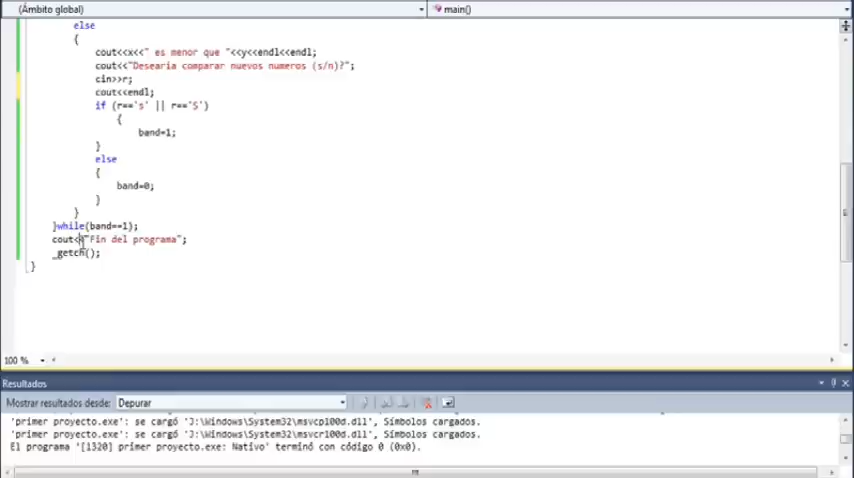 (Ámbito global) main()
else
{
cout<<x<<" es menor que "<<y<<endl<<endl;
cout<<"Desearia comparar nuevos numeros (s/n)?";
cin>>r;
cout<<endl;
if (r=='s' || r=='S')
{
band=1;
}
else
{
band=0;
}
}
}while(band==1);
cout<<"Fin del programa";
_getch();
}
100 %
Resultados
Mostrar resultados desde: Depurar
'primer proyecto.exe': se cargó 'J:\Windows\System32\msvcp100d.dll', Símbolos cargados.
'primer proyecto.exe': se cargó 'J:\Windows\System32\msvcr100d.dll', Símbolos cargados.
El programa '[1320] primer proyecto.exe: Nativo' terminó con código 0 (0x0).